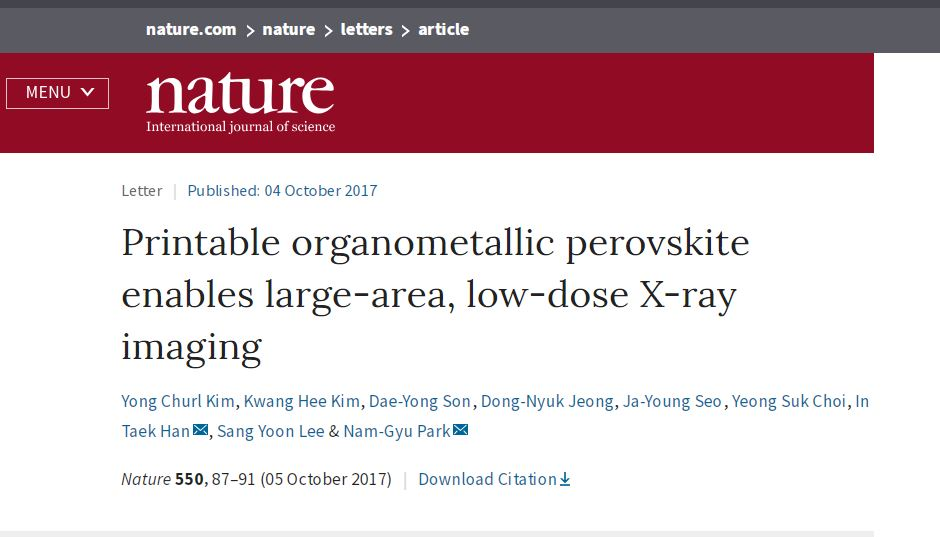 nature.com > nature > letters > article
MENU
nature
International journal of science
Letter | Published: 04 October 2017
Printable organometallic perovskite
enables large-area, low-dose X-ray
imaging
Yong Churl Kim, Kwang Hee Kim, Dae-Yong Son, Dong-Nyuk Jeong, Ja-Young Seo, Yeong Suk Choi, In
Taek Han, Sang Yoon Lee & Nam-Gyu Park
Nature 550, 87–91 (05 October 2017) | Download Citation